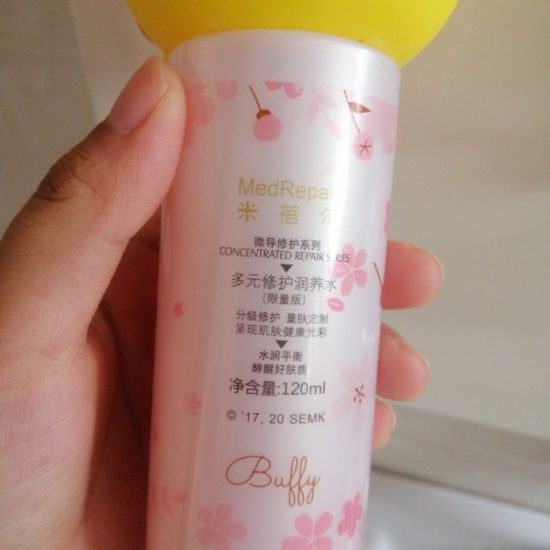 MedRepai
米蓓尔
微导修护系列
CONCENTRATED REPAIR SERIES
多元修护润养水
(限量版)
分级修护 量肤定制
呈现肌肤健康光彩
水润平衡
酵醒好肤质
净含量:120ml
© '17, 20 SEMK
Buffy